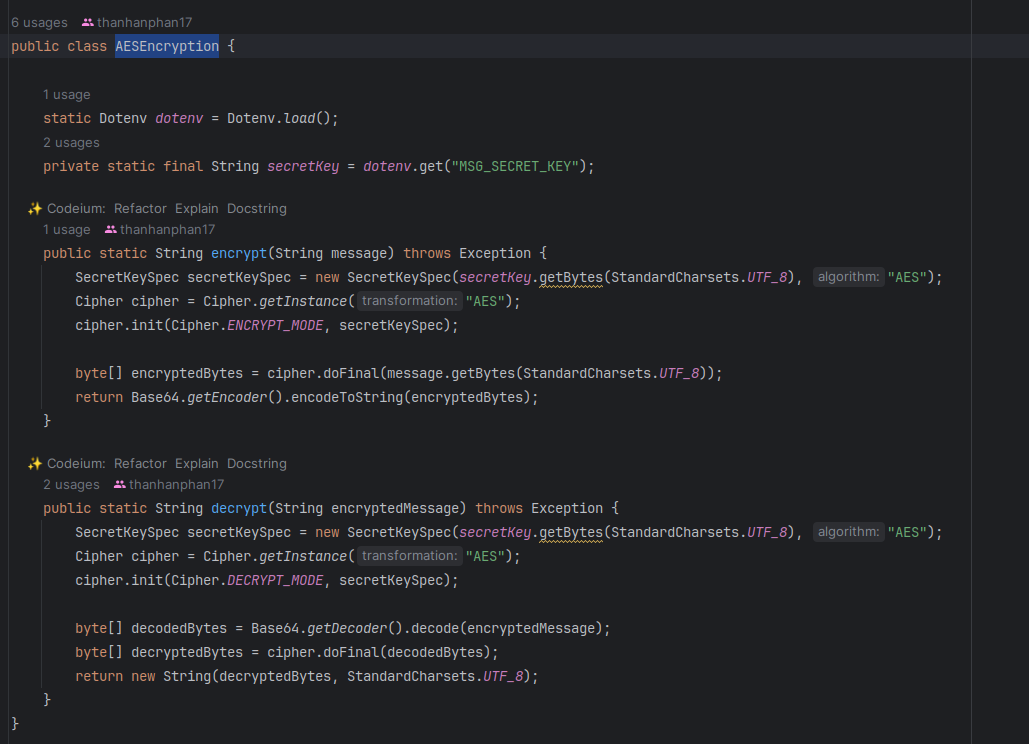 6 usages thanhanphan17
public class AESEncryption {
1 usage
static Dotenv dotenv = Dotenv.load();
2 usages
private static final String secretKey = dotenv.get("MSG_SECRET_KEY");
Codeium: Refactor Explain Docstring
1 usage thanhanphan17
public static String encrypt(String message) throws Exception {
SecretKeySpec secretKeySpec = new SecretKeySpec(secretKey.getBytes(StandardCharsets.UTF_8), algorithm: "AES");
Cipher cipher = Cipher.getInstance( transformation: "AES");
cipher.init(Cipher.ENCRYPT_MODE, secretKeySpec);
byte[] encryptedBytes = cipher.doFinal(message.getBytes(StandardCharsets.UTF_8));
return Base64.getEncoder().encodeToString(encryptedBytes);
}
Codeium: Refactor Explain Docstring
2 usages thanhanphan17
public static String decrypt(String encryptedMessage) throws Exception {
SecretKeySpec secretKeySpec = new SecretKeySpec(secretKey.getBytes(StandardCharsets.UTF_8), algorithm: "AES");
Cipher cipher = Cipher.getInstance( transformation: "AES");
cipher.init(Cipher.DECRYPT_MODE, secretKeySpec);
byte[] decodedBytes = Base64.getDecoder().decode(encryptedMessage);
byte[] decryptedBytes = cipher.doFinal(decodedBytes);
return new String(decryptedBytes, StandardCharsets.UTF_8);
}
}